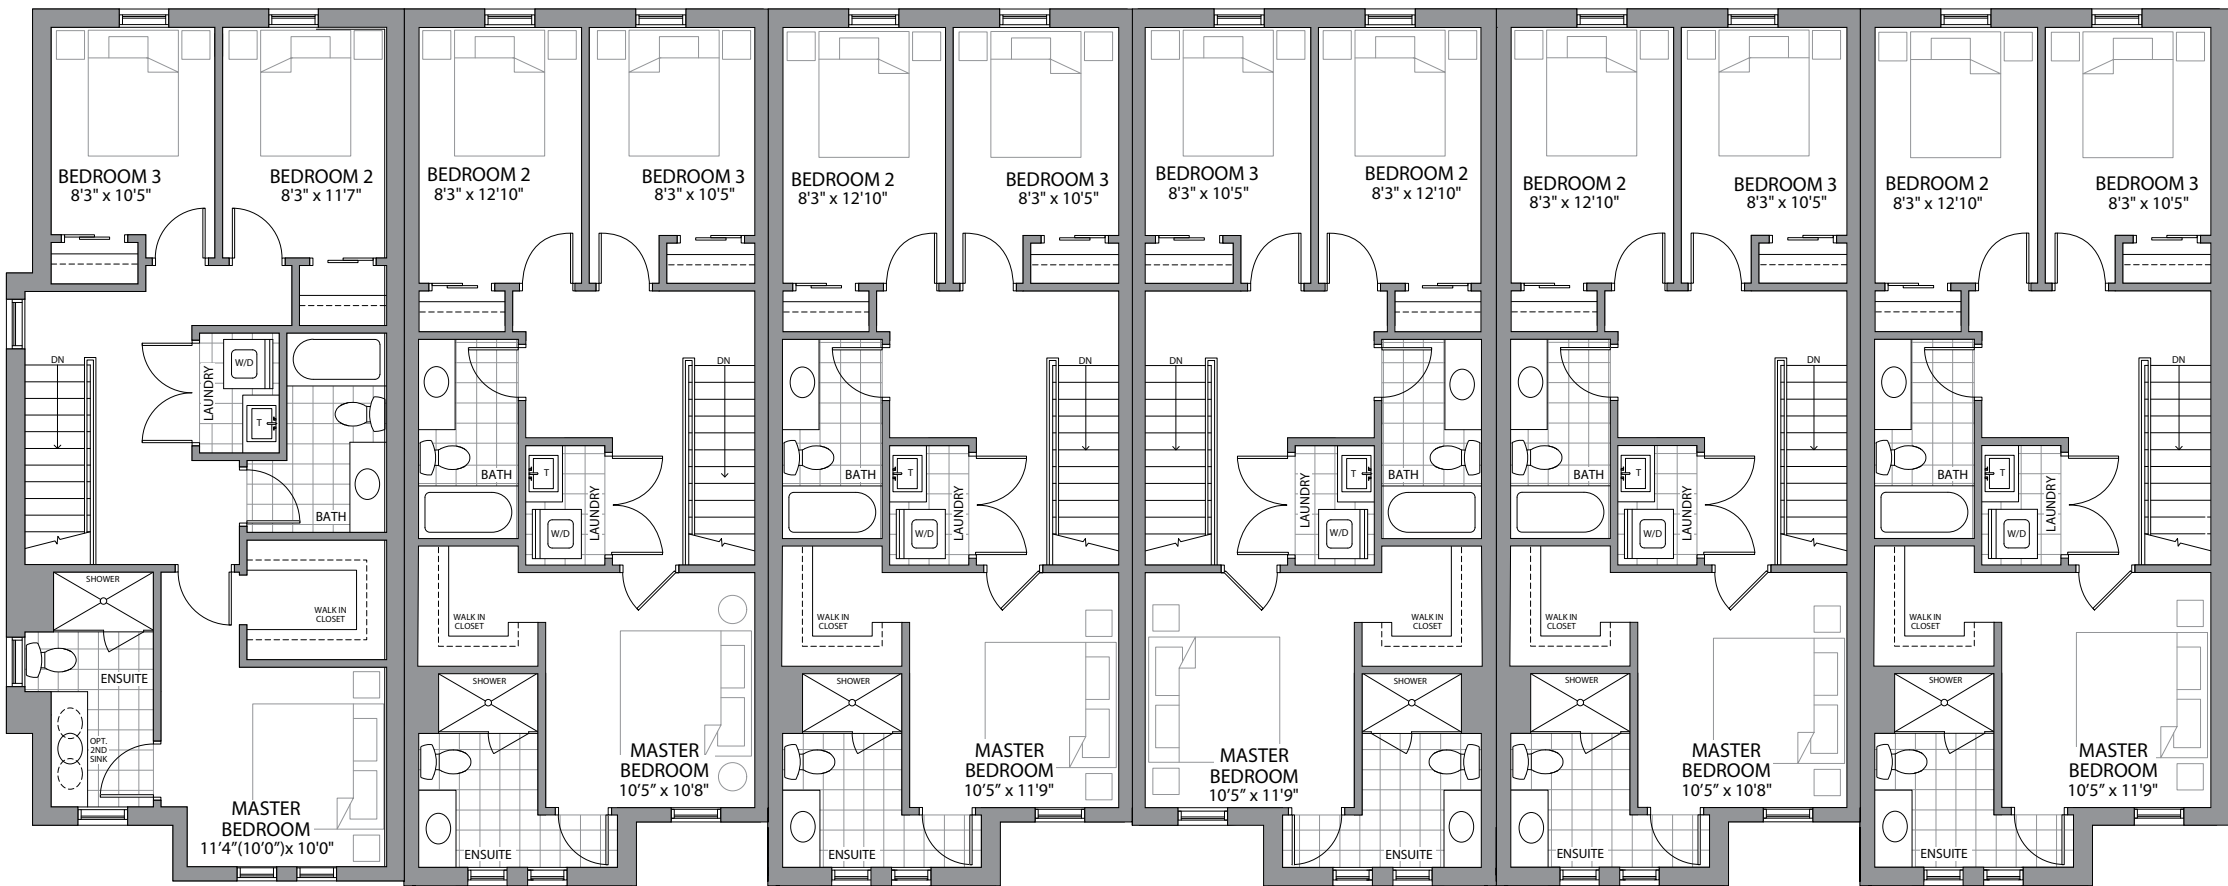 BEDROOM 3
8'3" x 10'5"
BEDROOM 2
8'3" x 11'7"
DN
W/D
LAUNDRY
T
BATH
SHOWER
WALK IN
CLOSET
ENSUITE
OPT.
2ND
SINK
MASTER
BEDROOM
11'4"(10'0")x 10'0"
BEDROOM 2
8'3" x 12'10"
BEDROOM 3
8'3" x 10'5"
DN
BATH
T
LAUNDRY
W/D
WALK IN
CLOSET
SHOWER
MASTER
BEDROOM
10'5" x 10'8"
ENSUITE
BEDROOM 2
8'3" x 12'10"
BEDROOM 3
8'3" x 10'5"
DN
BATH
T
LAUNDRY
W/D
WALK IN
CLOSET
SHOWER
MASTER
BEDROOM
10'5" x 11'9"
ENSUITE
BEDROOM 3
8'3" x 10'5"
BEDROOM 2
8'3" x 12'10"
DN
T
BATH
LAUNDRY
W/D
WALK IN
CLOSET
SHOWER
MASTER
BEDROOM
10'5" x 11'9"
ENSUITE
BEDROOM 2
8'3" x 12'10"
BEDROOM 3
8'3" x 10'5"
DN
BATH
T
LAUNDRY
W/D
WALK IN
CLOSET
SHOWER
MASTER
BEDROOM
10'5" x 10'8"
ENSUITE
BEDROOM 2
8'3" x 12'10"
BEDROOM 3
8'3" x 10'5"
DN
BATH
T
LAUNDRY
W/D
WALK IN
CLOSET
SHOWER
MASTER
BEDROOM
10'5" x 11'9"
ENSUITE